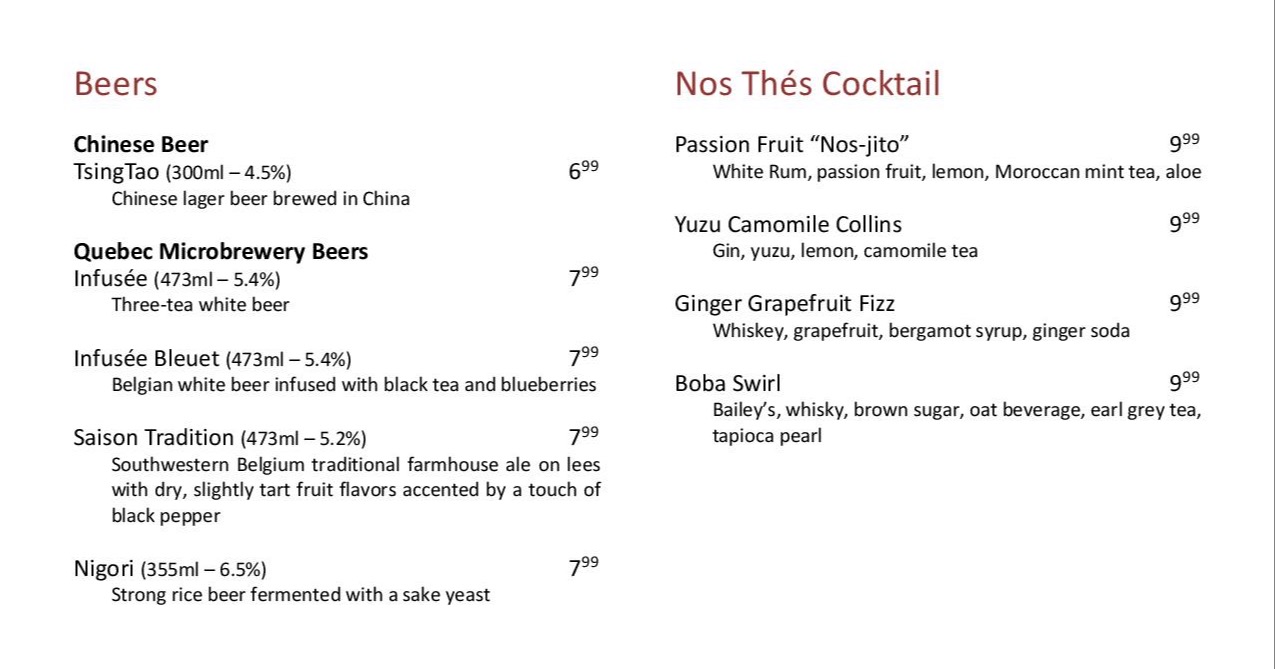 Beers
Chinese Beer
TsingTao (300ml – 4.5%) 6.99
Chinese lager beer brewed in China
Quebec Microbrewery Beers
Infusée (473ml – 5.4%) 7.99
Three-tea white beer
Infusée Bleuet (473ml – 5.4%) 7.99
Belgian white beer infused with black tea and blueberries
Saison Tradition (473ml – 5.2%) 7.99
Southwestern Belgium traditional farmhouse ale on lees
with dry, slightly tart fruit flavors accented by a touch of
black pepper
Nigori (355ml – 6.5%) 7.99
Strong rice beer fermented with a sake yeast
Nos Thés Cocktail
Passion Fruit “Nos-jito” 9.99
White Rum, passion fruit, lemon, Moroccan mint tea, aloe
Yuzu Camomile Collins 9.99
Gin, yuzu, lemon, camomile tea
Ginger Grapefruit Fizz 9.99
Whiskey, grapefruit, bergamot syrup, ginger soda
Boba Swirl 9.99
Bailey’s, whisky, brown sugar, oat beverage, earl grey tea,
tapioca pearl